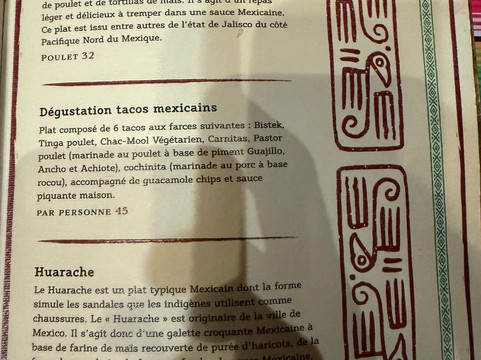 de poulet et de tortillas de maïs. Il s'agit d'un repas
léger et délicieux à tremper dans une sauce Mexicaine.
Ce plat est issu entre autres de l'état de Jalisco du côté
Pacifique Nord du Mexique.
POULET 32
Dégustation tacos mexicains
Plat composé de 6 tacos aux farces suivantes : Bistek,
Tinga poulet, Chac-Mool Végétarien, Carnitas, Pastor
poulet (marinade au poulet à base de piment Guajillo,
Ancho et Achiote), cochinita (marinade au porc à base
rocou), accompagné de guacamole chips et sauce
piquante maison.
PAR PERSONNE 45
Huarache
Le Huarache est un plat typique Mexicain dont la forme
simule les sandales que les indigènes utilisent comme
chaussures. Le « Huarache » est originaire de la ville de
Mexico. Il s'agit donc d'une galette croquante Mexicaine à
base de farine de maïs recouverte de purée d'haricots, de la